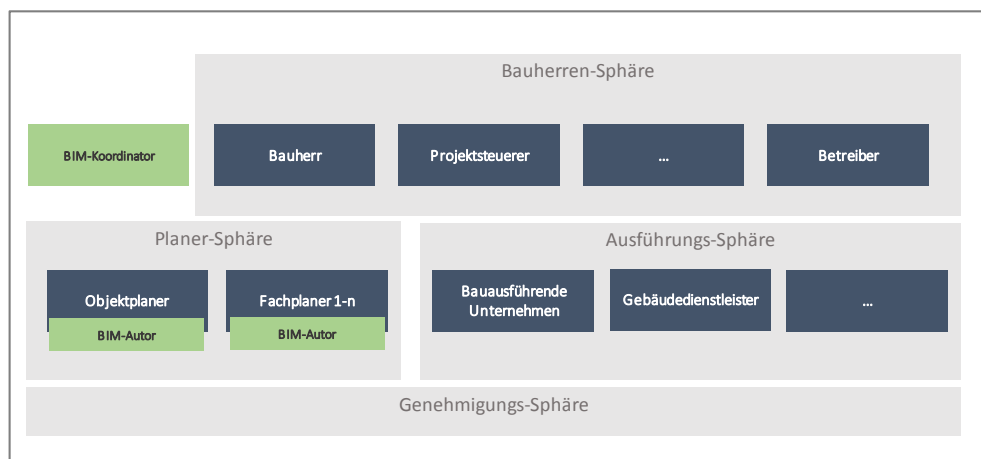 Bauherren-Sphäre
BIM-Koordinator
Bauherr
Projektsteuerer
...
Betreiber
Planer-Sphäre
Objektplaner
BIM-Autor
Fachplaner 1-n
BIM-Autor
Ausführungs-Sphäre
Bauausführende
Unternehmen
Gebäudedienstleister
...
Genehmigungs-Sphäre